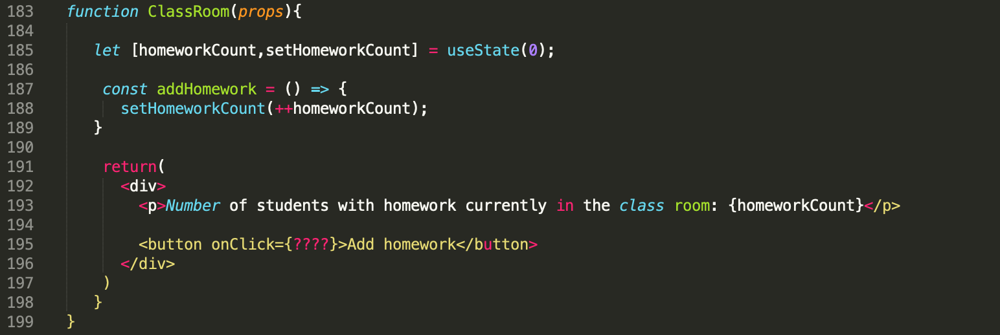 183 function ClassRoom(props){
184
185 let [homeworkCount,setHomeworkCount] = useState(0);
186
187 const addHomework = () => {
188 setHomeworkCount(++homeworkCount);
189 }
190
191 return(
192 <div>
193 <p>Number of students with homework currently in the class room: {homeworkCount}</p>
194
195 <button onClick={????}>Add homework</button>
196 </div>
197 )
198 }
199 }